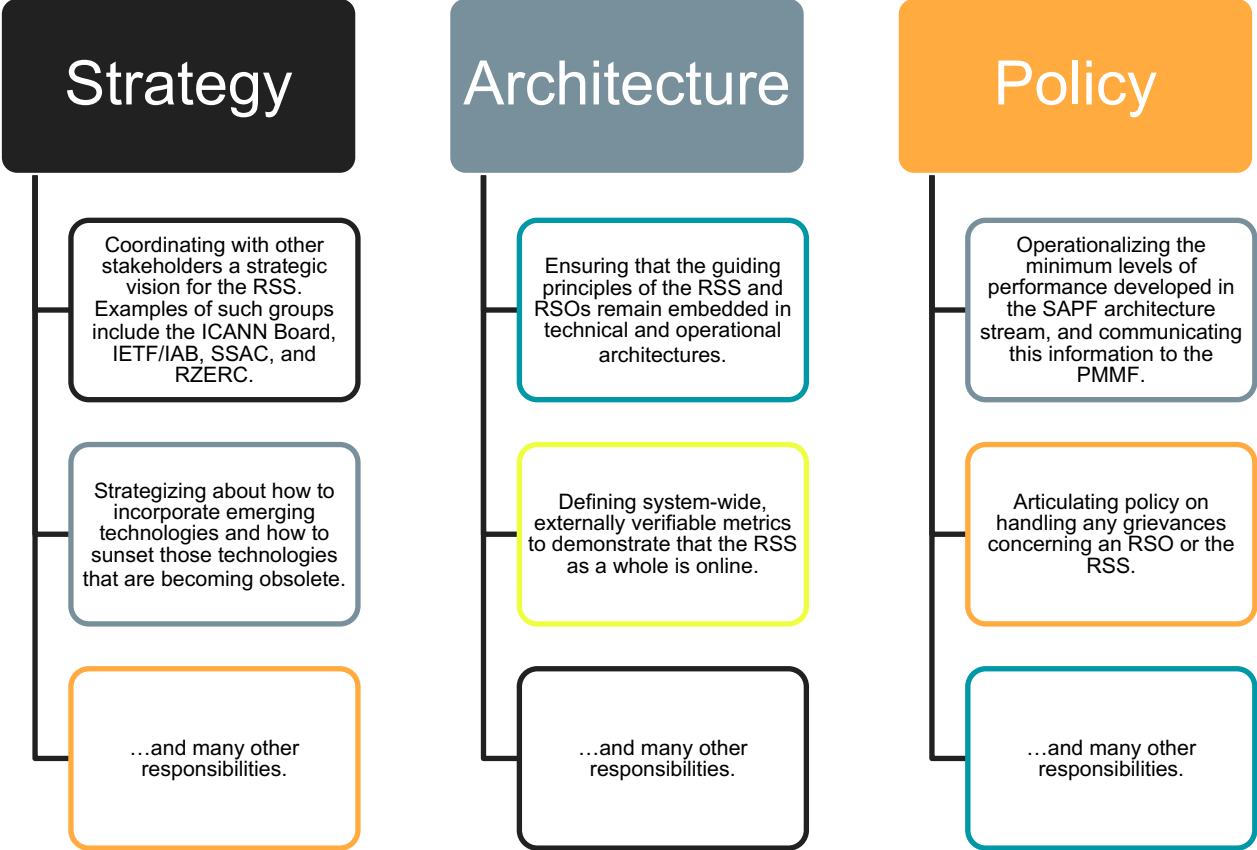 Strategy
Coordinating with other
stakeholders a strategic
vision for the RSS.
Examples of such groups
include the ICANN Board,
IETF/IAB, SSAC, and
RZERC.
Strategizing about how to
incorporate emerging
technologies and how to
sunset those technologies
that are becoming obsolete.
…and many other
responsibilities.
Architecture
Ensuring that the guiding
principles of the RSS and
RSOs remain embedded in
technical and operational
architectures.
Defining system-wide,
externally verifiable metrics
to demonstrate that the RSS
as a whole is online.
…and many other
responsibilities.
Policy
Operationalizing the
minimum levels of
performance developed in
the SAPF architecture
stream, and communicating
this information to the
PMMF.
Articulating policy on
handling any grievances
concerning an RSO or the
RSS.
…and many other
responsibilities.